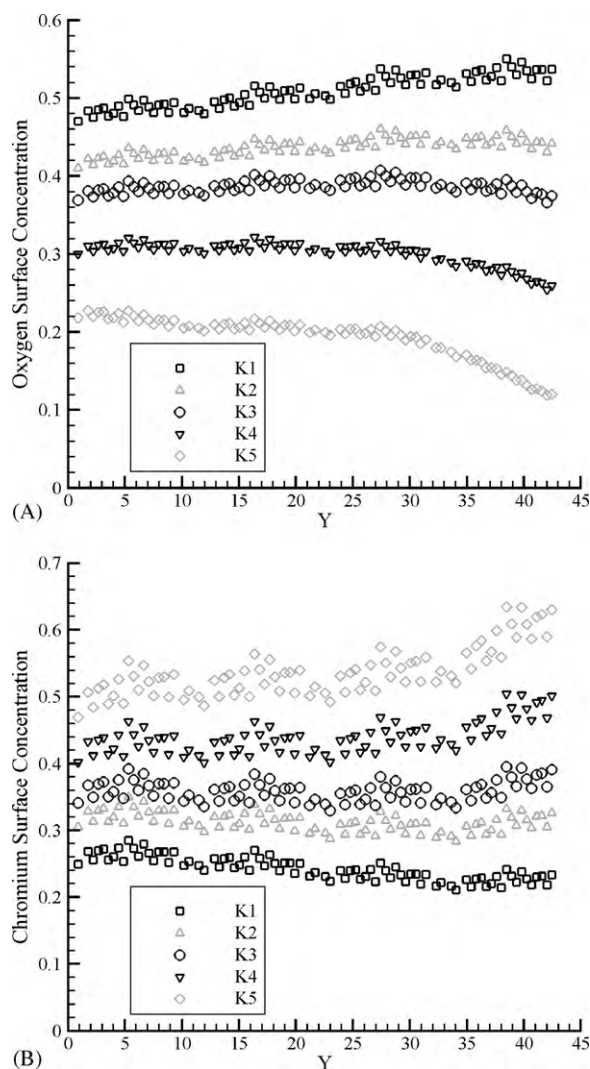 0.6
0.5
0.4
0.3
0.2
0.1
0
Oxygen Surface Concentration
K1
K2
K3
K4
K5
0 5 10 15 20 25 30 35 40 45
(A)
Y
0.7
0.6
0.5
0.4
0.3
0.2
0.1
0
Chromium Surface Concentration
K1
K2
K3
K4
K5
0 5 10 15 20 25 30 35 40 45
(B)
Y